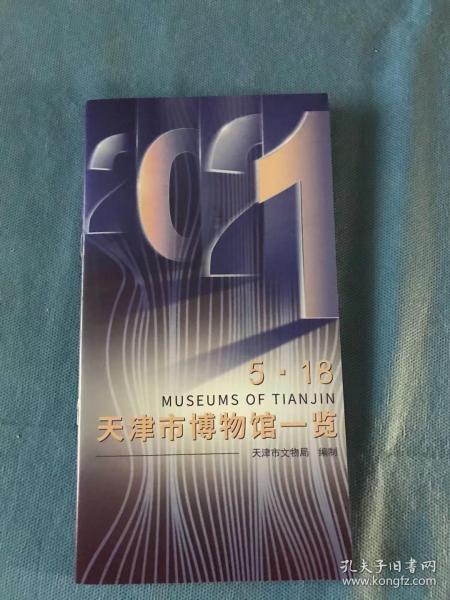 2021
5·18
MUSEUMS OF TIANJIN
天津市博物馆一览
天津市文物局 编制
孔夫子旧书网
www.kongfz.com